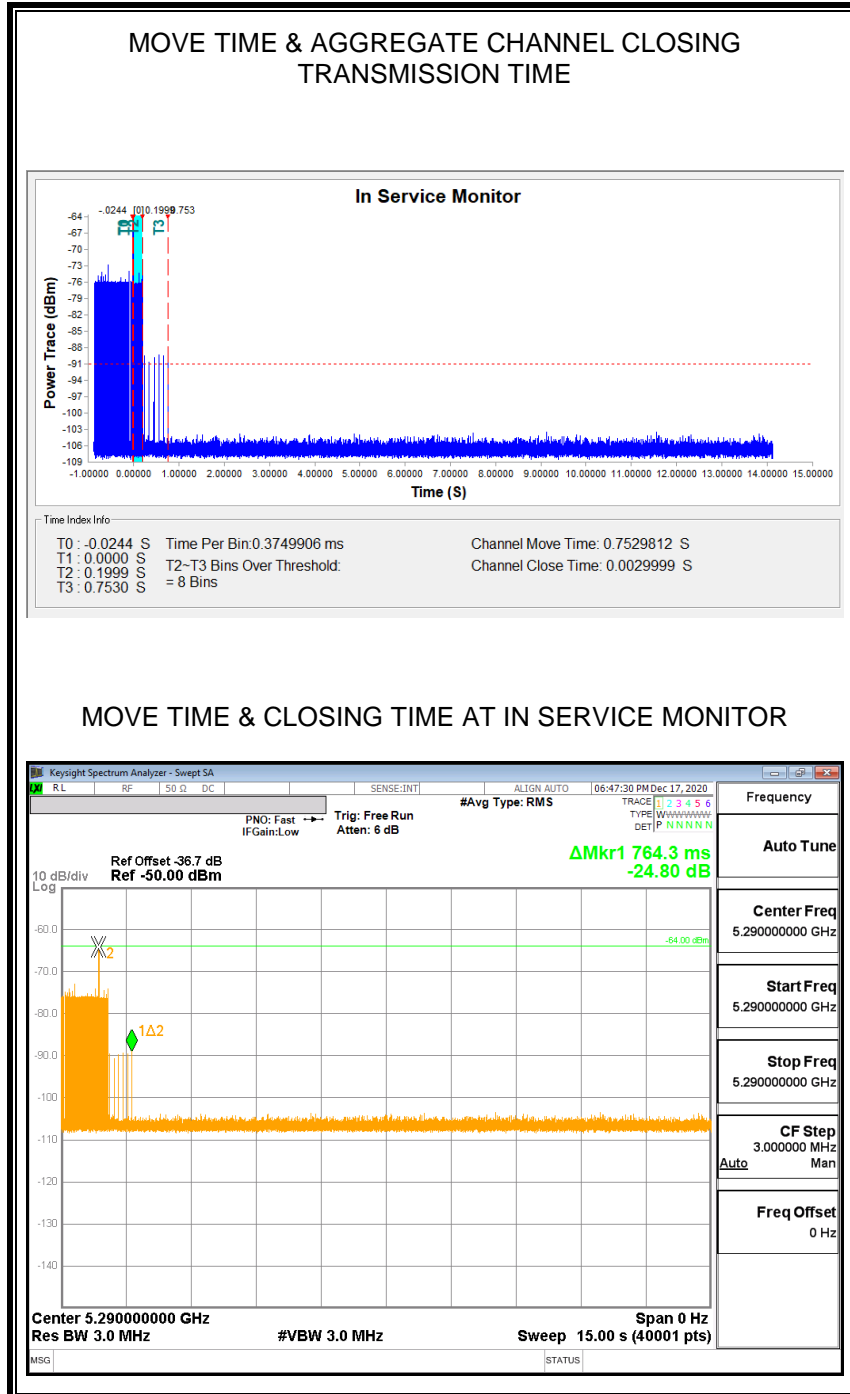 MOVE TIME & AGGREGATE CHANNEL CLOSING
TRANSMISSION TIME
In Service Monitor
-.0244 [0]0.1999 0.753
T3
Power Trace (dBm)
-64
-67
-70
-73
-76
-79
-82
-85
-88
-91
-94
-97
-100
-103
-106
-109
-1.00000 0.00000 1.00000 2.00000 3.00000 4.00000 5.00000 6.00000 7.00000 8.00000 9.00000 10.00000 11.00000 12.00000 13.00000 14.00000 15.00000
Time (S)
Time Index Info
T0 : -0.0244 S
T1 : 0.0000 S
T2 : 0.1999 S
T3 : 0.7530 S
Time Per Bin:0.3749906 ms
T2~T3 Bins Over Threshold:
= 8 Bins
Channel Move Time: 0.7529812 S
Channel Close Time: 0.0029999 S
MOVE TIME & CLOSING TIME AT IN SERVICE MONITOR
Keysight Spectrum Analyzer - Swept SA
LXI RL RF 50 Ω DC SENSE:INT ALIGN AUTO 06:47:30 PM Dec 17, 2020
PNO: Fast
IFGain:Low
Trig: Free Run
Atten: 6 dB
#Avg Type: RMS
TRACE 1 2 3 4 5 6
TYPE WWWWWW
DET P N N N N N
Ref Offset -36.7 dB
Ref -50.00 dBm
10 dB/div
Log
ΔMkr1 764.3 ms
-24.80 dB
-60.0
-70.0
-80.0
-90.0
-100
-110
-120
-130
-140
-64.00 dBm
2
1Δ2
Center 5.290000000 GHz
Res BW 3.0 MHz
#VBW 3.0 MHz
Span 0 Hz
Sweep 15.00 s (40001 pts)
MSG
STATUS
Frequency
Auto Tune
Center Freq
5.290000000 GHz
Start Freq
5.290000000 GHz
Stop Freq
5.290000000 GHz
CF Step
3.000000 MHz
Auto Man
Freq Offset
0 Hz